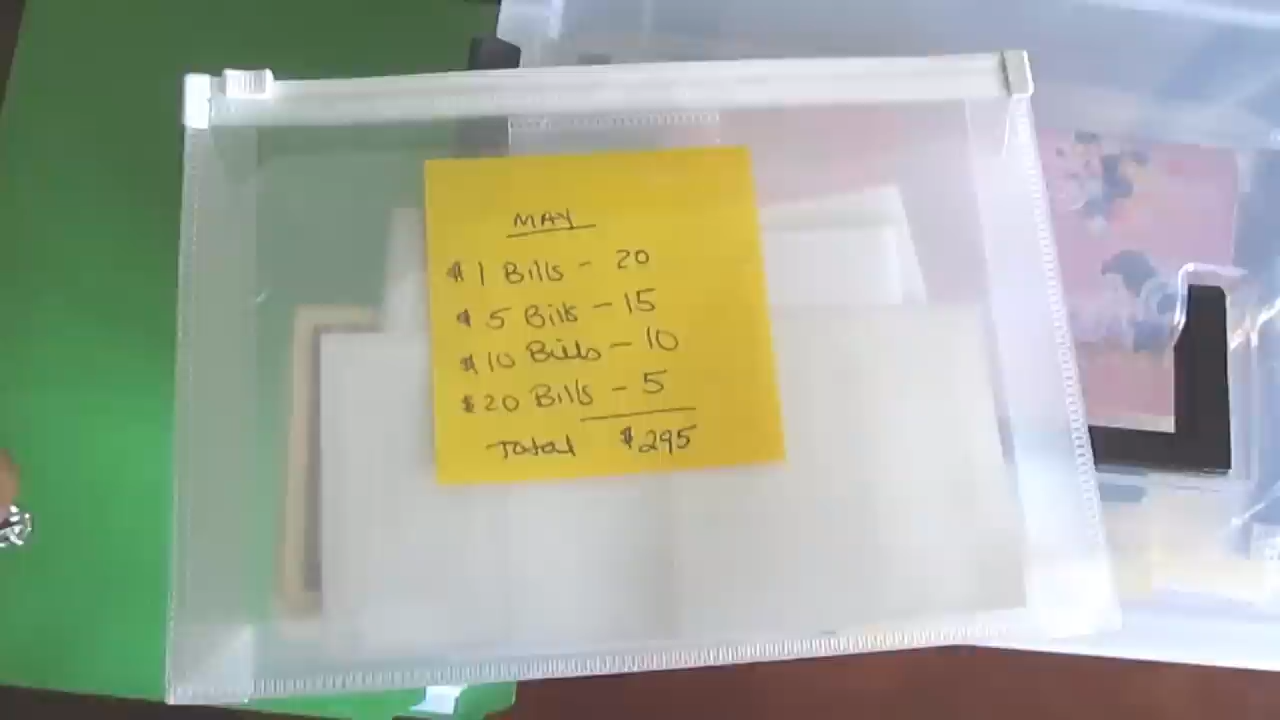 MAY
$1 Bills - 20
$5 Bills - 15
$10 Bills - 10
$20 Bills - 5
Total $295